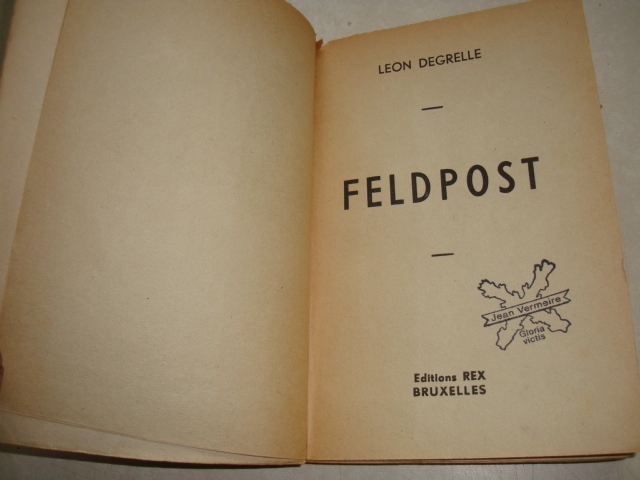 LEON DEGRELLE
FELDPOST
Jean Vermeire
Gloria
victis
Editions REX
BRUXELLES